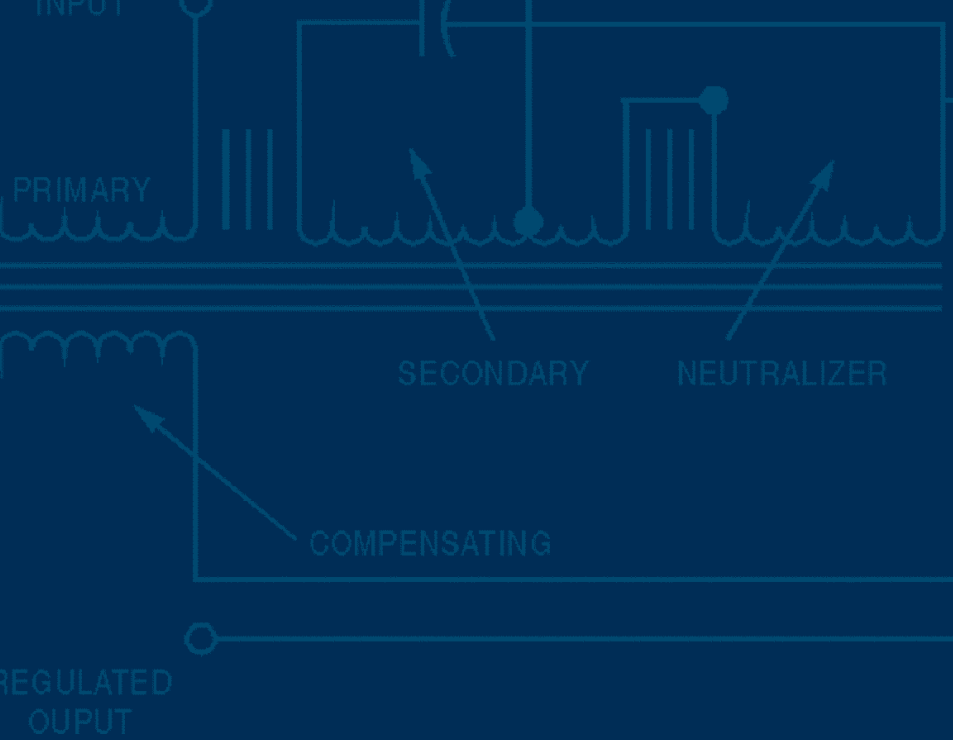 INPUT
PRIMARY
SECONDARY
NEUTRALIZER
COMPENSATING
REGULATED
OUPUT